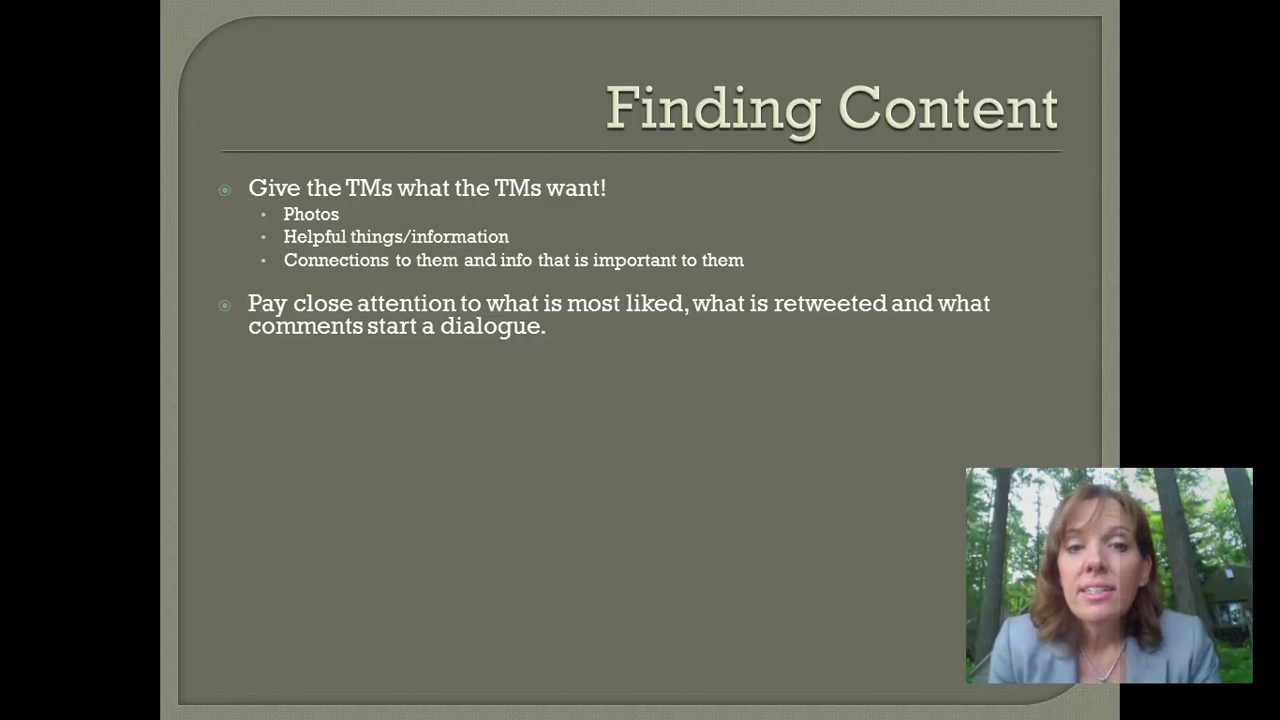 Finding Content
Give the TMs what the TMs want!
Photos
Helpful things/information
Connections to them and info that is important to them
Pay close attention to what is most liked, what is retweeted and what
comments start a dialogue.